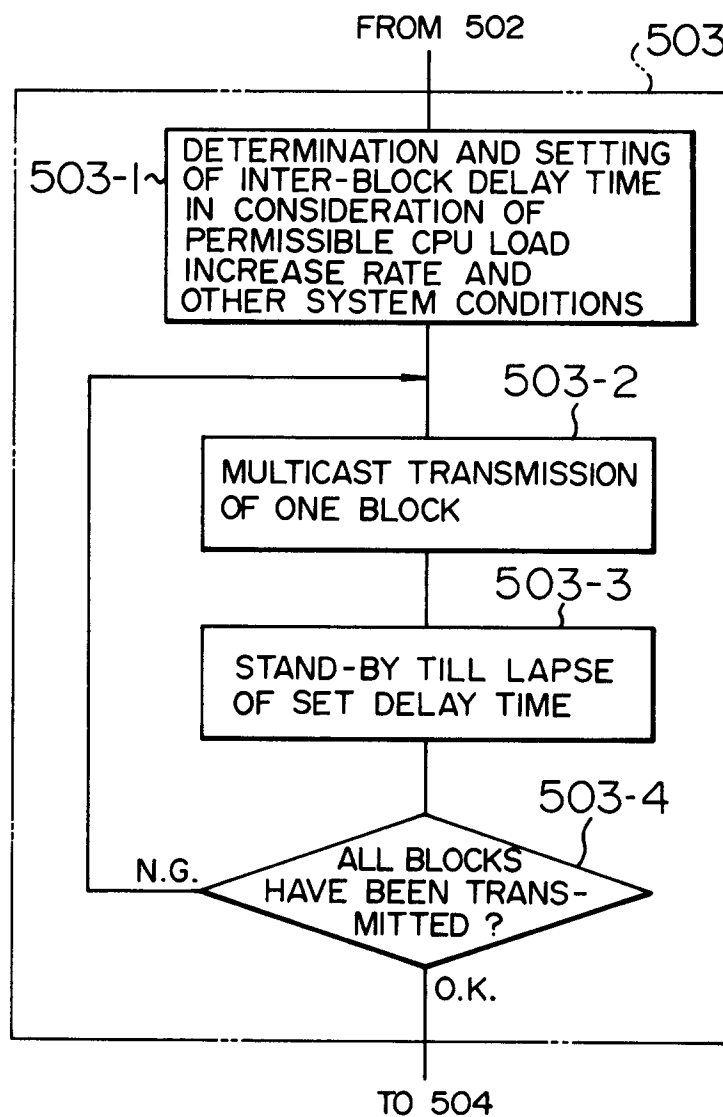 FROM 502
503
503-1
DETERMINATION AND SETTING
OF INTER-BLOCK DELAY TIME
IN CONSIDERATION OF
PERMISSIBLE CPU LOAD
INCREASE RATE AND
OTHER SYSTEM CONDITIONS
503-2
MULTICAST TRANSMISSION
OF ONE BLOCK
503-3
STAND-BY TILL LAPSE
OF SET DELAY TIME
503-4
N.G.
ALL BLOCKS
HAVE BEEN TRANS-
MITTED ?
O.K.
TO 504